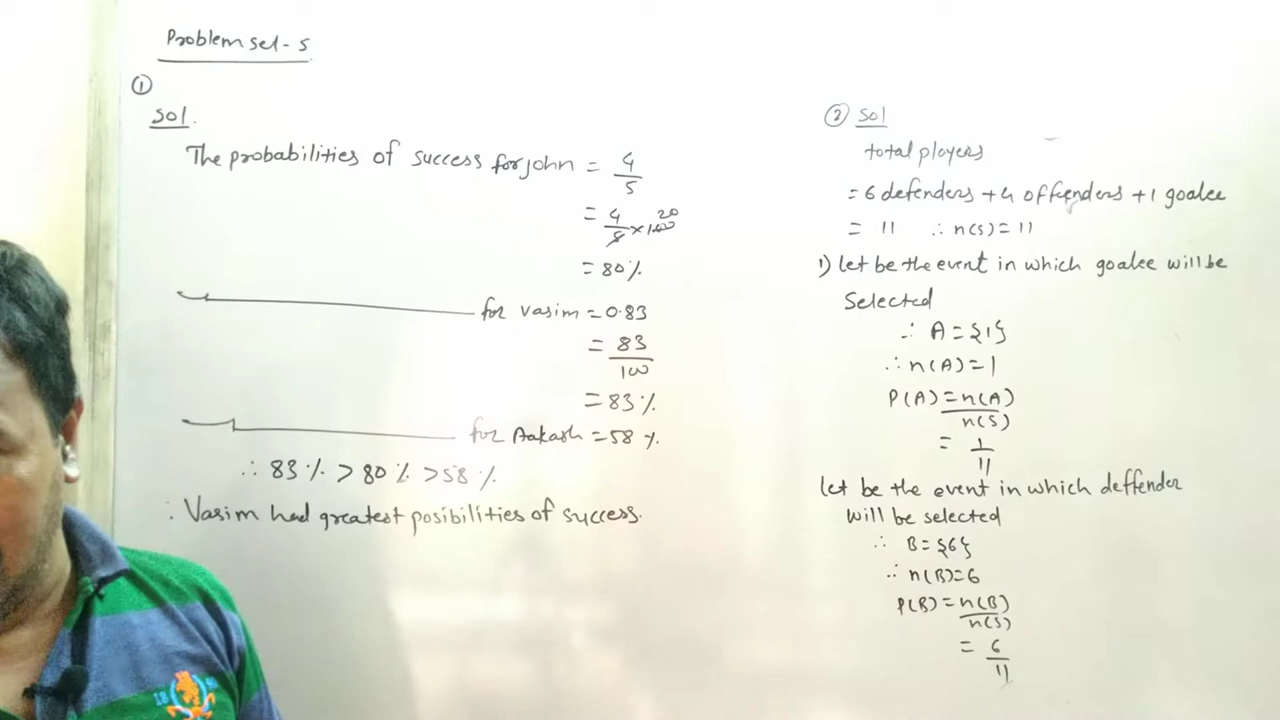 Problem set - 5
①
Sol.
The probabilities of success for john = 4/5
= 4/5 × 100 20
= 80%
for vasim = 0.83
= 83/100
= 83%
for Aakash = 58 %
∴ 83% > 80% > 58 %
∴ Vasim had greatest posibilities of success.
② Sol
total players
= 6 defenders + 4 offenders + 1 goalee
= 11 ∴ n(s) = 11
1) let be the event in which goalee will be
Selected
∴ A = {1}
∴ n(A) = 1
P(A) = n(A)/n(S)
= 1/11
let be the event in which deffender
will be selected
∴ B = {6}
∴ n(B) = 6
P(B) = n(B)/n(S)
= 6/11